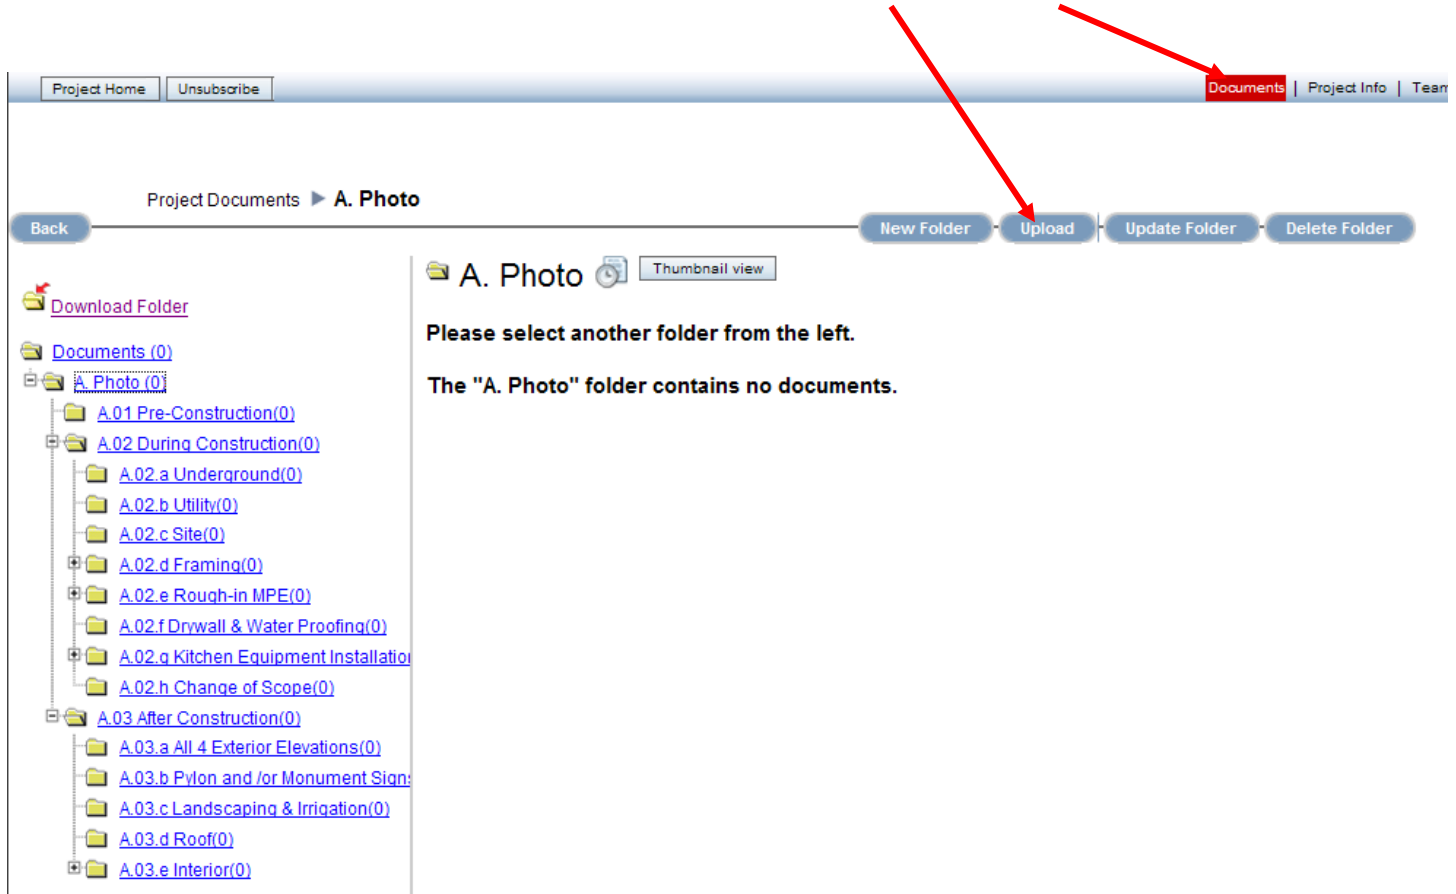 Project Home Unsubscribe Documents | Project Info | Team
Project Documents ▶ A. Photo
Back New Folder Upload Update Folder Delete Folder
A. Photo Thumbnail view
Download Folder
Please select another folder from the left.
Documents (0)
A. Photo (0)
The "A. Photo" folder contains no documents.
A.01 Pre-Construction(0)
A.02 During Construction(0)
A.02.a Underground(0)
A.02.b Utility(0)
A.02.c Site(0)
A.02.d Framing(0)
A.02.e Rough-in MPE(0)
A.02.f Drywall & Water Proofing(0)
A.02.g Kitchen Equipment Installation
A.02.h Change of Scope(0)
A.03 After Construction(0)
A.03.a All 4 Exterior Elevations(0)
A.03.b Pylon and /or Monument Signs
A.03.c Landscaping & Irrigation(0)
A.03.d Roof(0)
A.03.e Interior(0)